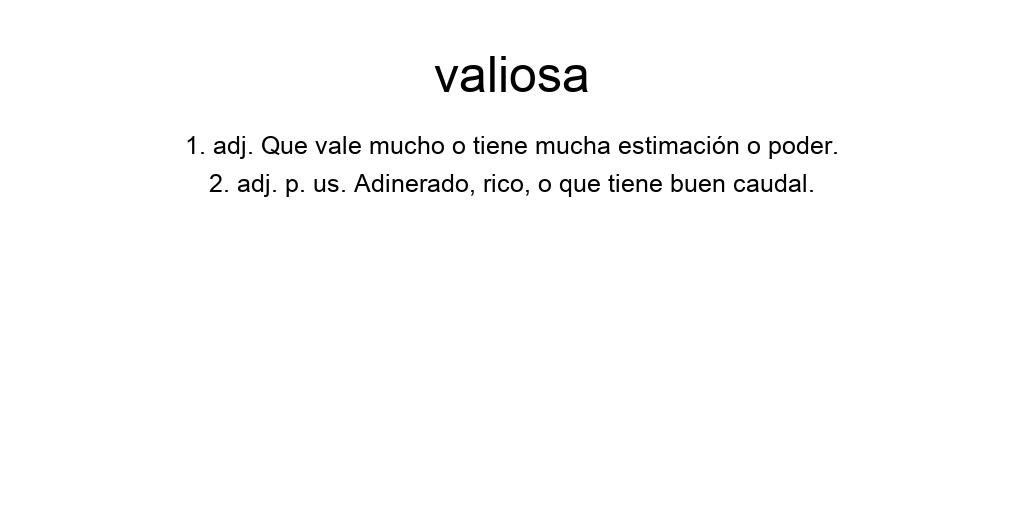 valiosa
1. adj. Que vale mucho o tiene mucha estimación o poder.
2. adj. p. us. Adinerado, rico, o que tiene buen caudal.